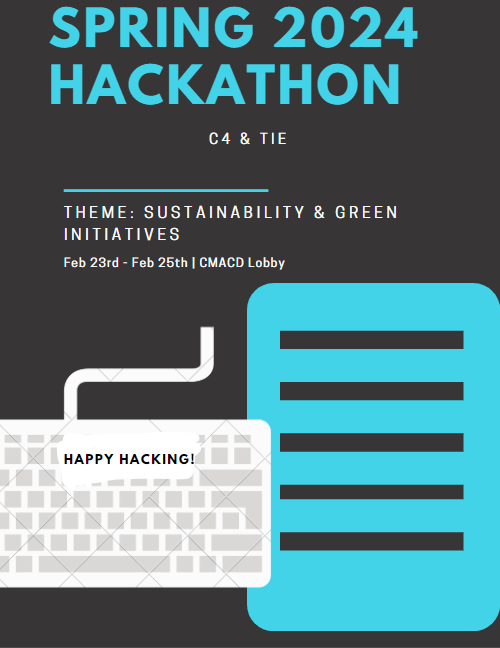 SPRING 2024
HACKATHON
C4 & TIE
THEME: SUSTAINABILITY & GREEN
INITIATIVES
Feb 23rd - Feb 25th | CMACD Lobby
HAPPY HACKING!